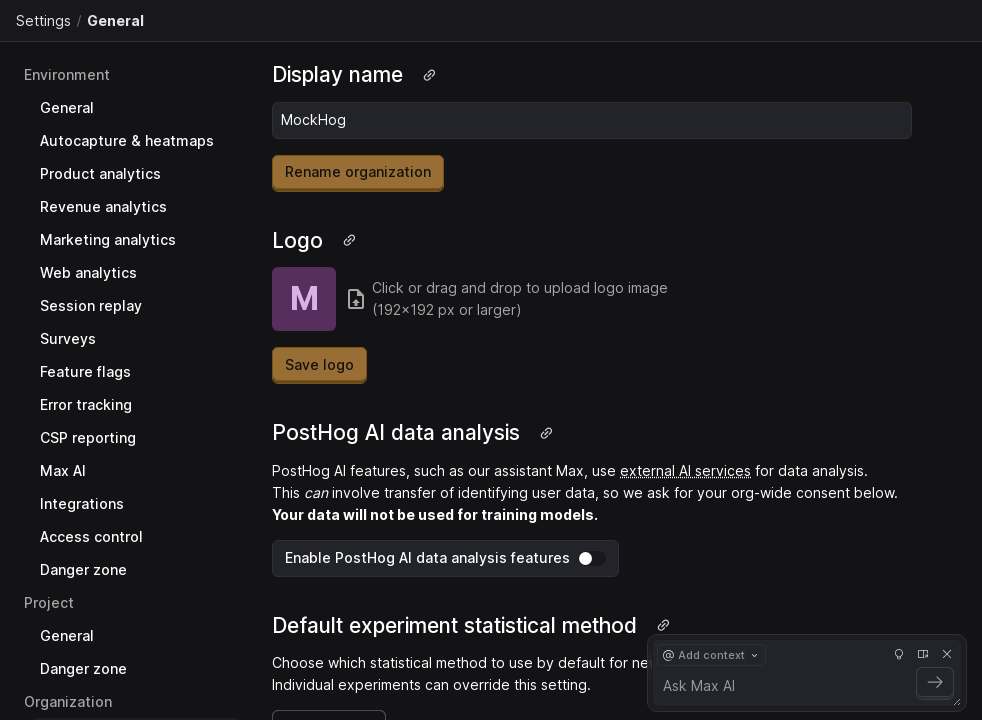 Settings / General
Environment
General
Autocapture & heatmaps
Product analytics
Revenue analytics
Marketing analytics
Web analytics
Session replay
Surveys
Feature flags
Error tracking
CSP reporting
Max AI
Integrations
Access control
Danger zone
Project
General
Danger zone
Organization
Display name
MockHog
Rename organization
Logo
M
Click or drag and drop to upload logo image
(192×192 px or larger)
Save logo
PostHog AI data analysis
PostHog AI features, such as our assistant Max, use external AI services for data analysis.
This can involve transfer of identifying user data, so we ask for your org-wide consent below.
Your data will not be used for training models.
Enable PostHog AI data analysis features
Default experiment statistical method
Choose which statistical method to use by default for
Individual experiments can override this setting.
@ Add context
Ask Max AI